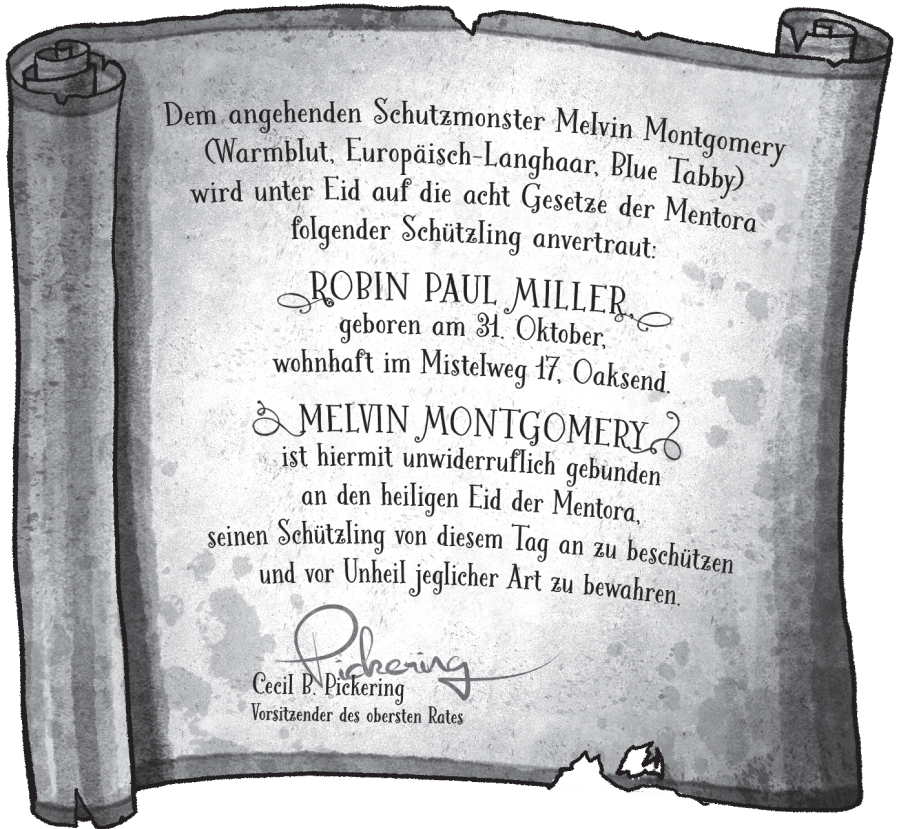 Dem angehenden Schutzmonster Melvin Montgomery
(Warmblut, Europäisch-Langhaar, Blue Tabby)
wird unter Eid auf die acht Gesetze der Mentora
folgender Schützling anvertraut:
ROBIN PAUL MILLER,
geboren am 31. Oktober,
wohnhaft im Mistelweg 17, Oaksend.
MELVIN MONTGOMERY
ist hiermit unwiderruflich gebunden
an den heiligen Eid der Mentora,
seinen Schützling von diesem Tag an zu beschützen
und vor Unheil jeglicher Art zu bewahren.
Pickering
Cecil B. Pickering
Vorsitzender des obersten Rates